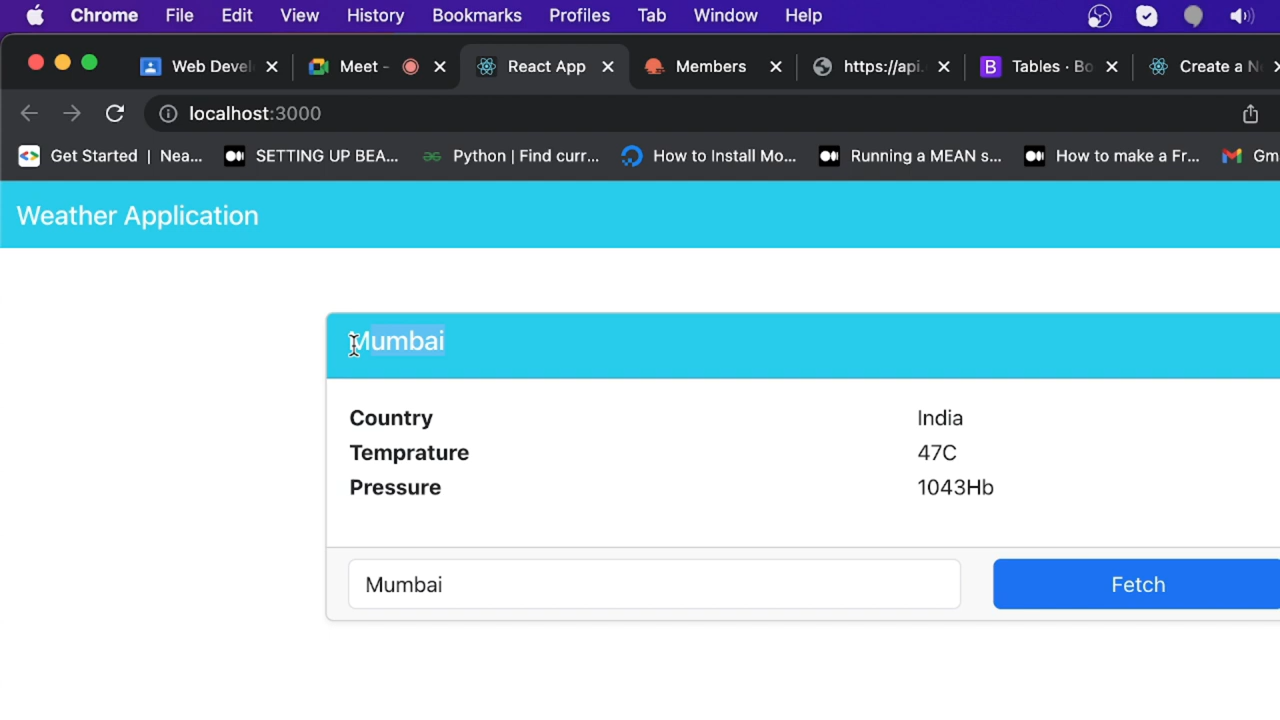 Chrome File Edit View History Bookmarks Profiles Tab Window Help
Web Devel Meet - React App Members https://api. B Tables · Bo Create a N
localhost:3000
Get Started | Nea... SETTING UP BEA... Python | Find curr... How to Install Mo... Running a MEAN s... How to make a Fr... Gm
Weather Application
Mumbai
Country India
Temprature 47C
Pressure 1043Hb
Mumbai Fetch